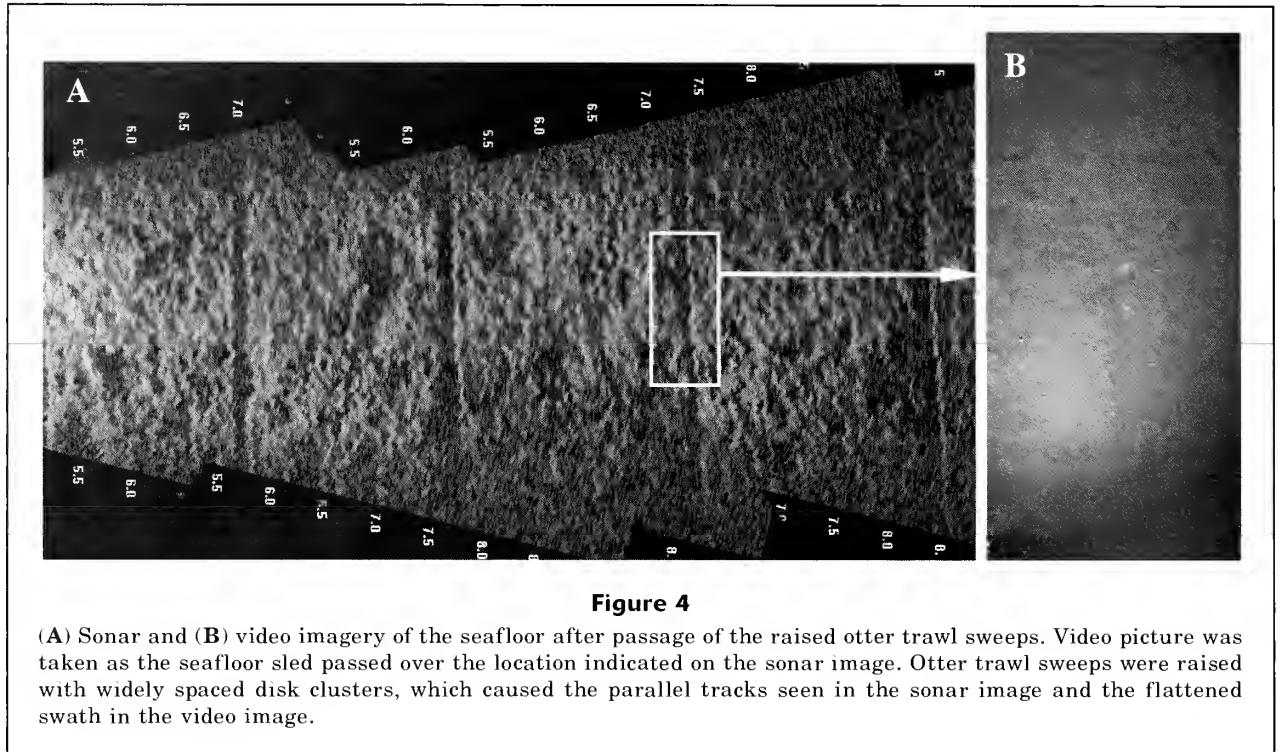 A
B
5.5 6.0 6.5 7.0 5.5 6.0 5.5 6.0 6.5 7.0 7.5 8.0 5
5.5 6.0 5.5 6.0 7.0 7.5 8.0 8. 7.5 8.0 8.
Figure 4
(A) Sonar and (B) video imagery of the seafloor after passage of the raised otter trawl sweeps. Video picture was
taken as the seafloor sled passed over the location indicated on the sonar image. Otter trawl sweeps were raised
with widely spaced disk clusters, which caused the parallel tracks seen in the sonar image and the flattened
swath in the video image.